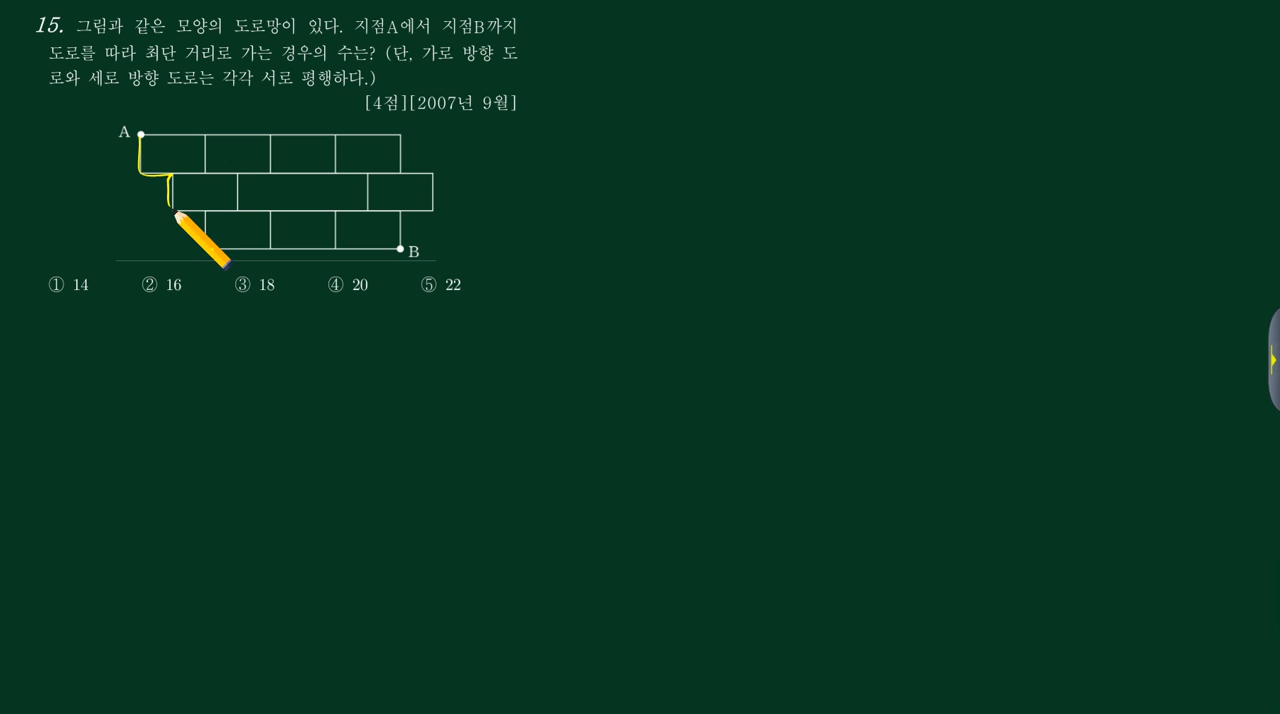 15. 그림과 같은 모양의 도로망이 있다. 지점A에서 지점B까지
도로를 따라 최단 거리로 가는 경우의 수는? (단, 가로 방향 도
로와 세로 방향 도로는 각각 서로 평행하다.)
[4점][2007년 9월]
A
B
① 14 ② 16 ③ 18 ④ 20 ⑤ 22